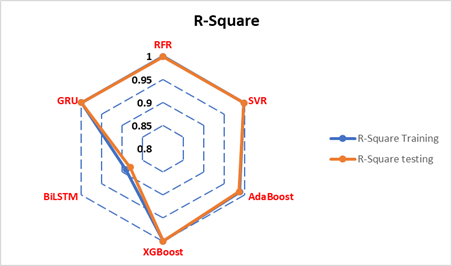 R-Square
RFR
1
0.95
GRU
0.9
SVR
0.85
0.8
R-Square Training
R-Square testing
BiLSTM
AdaBoost
XGBoost